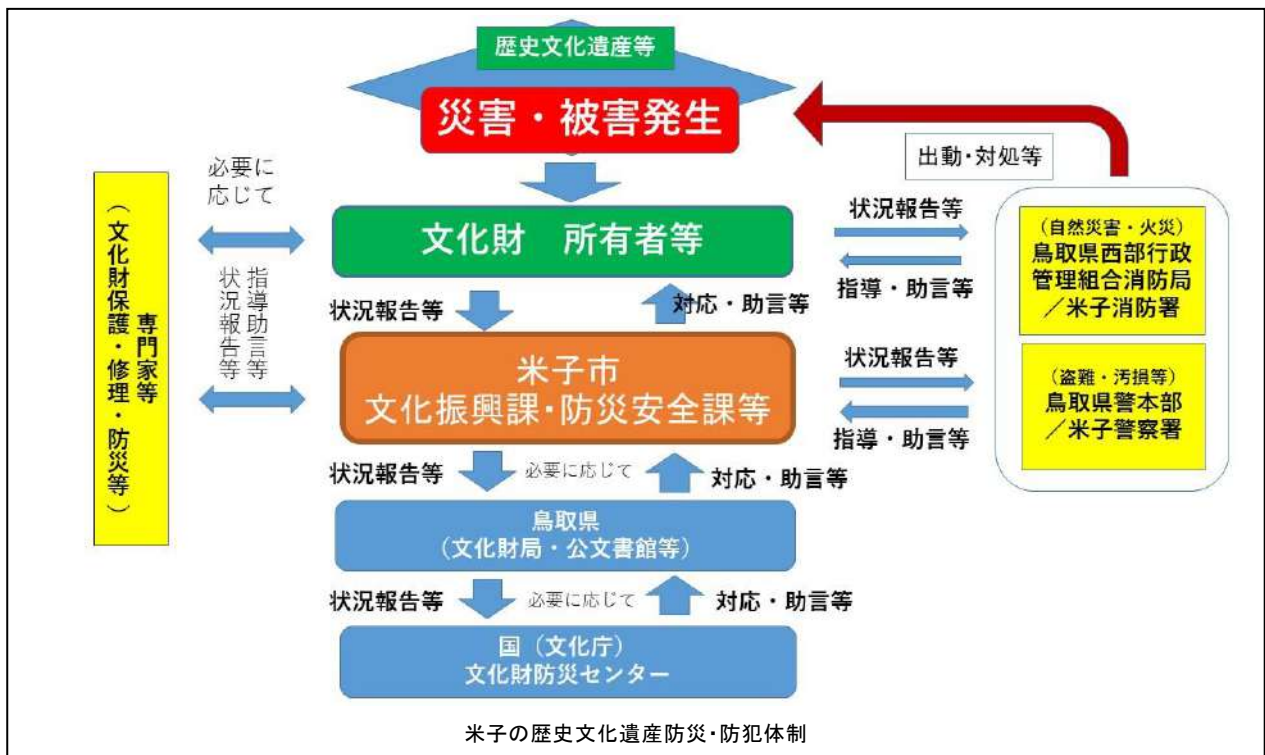 歴史文化遺産等
災害・被害発生
出動・対処等
必要に
応じて
文化財　所有者等
状況報告等
指導・助言等
（自然災害・火災）
鳥取県西部行政
管理組合消防局
／米子消防署
専門家等
（文化財保護・修理・防災等）
指導助言等
状況報告等
状況報告等
対応・助言等
米子市
文化振興課・防災安全課等
状況報告等
指導・助言等
（盗難・汚損等）
鳥取県警本部
／米子警察署
状況報告等
必要に応じて
対応・助言等
鳥取県
（文化財局・公文書館等）
状況報告等
必要に応じて
対応・助言等
国（文化庁）
文化財防災センター
米子の歴史文化遺産防災・防犯体制